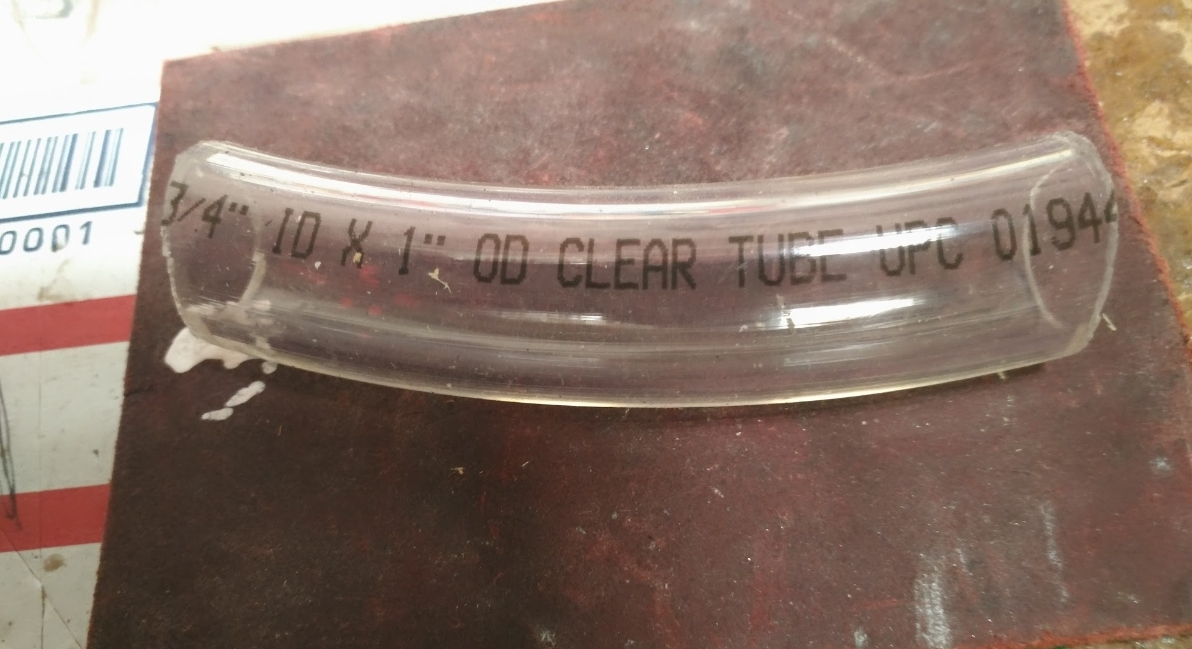 0001
3/4" ID X 1" OD CLEAR TUBE UPC 01944